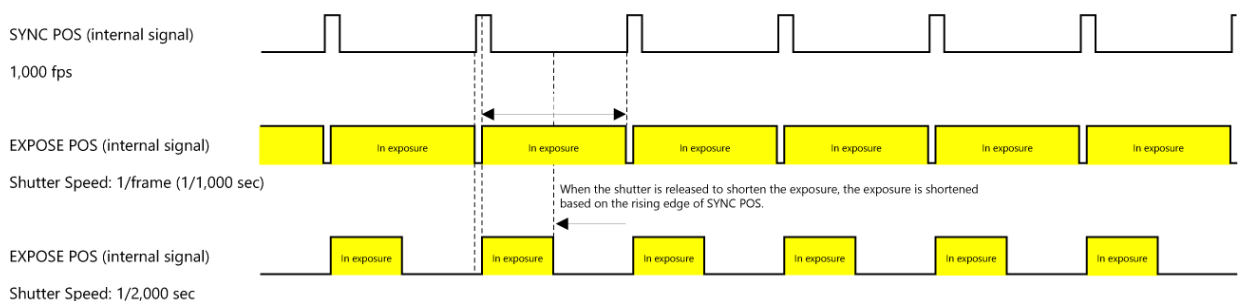 SYNC POS (internal signal)
1,000 fps
EXPOSE POS (internal signal)
In exposure
In exposure
In exposure
In exposure
In exposure
In exposure
Shutter Speed: 1/frame (1/1,000 sec)
When the shutter is released to shorten the exposure, the exposure is shortened
based on the rising edge of SYNC POS.
EXPOSE POS (internal signal)
In exposure
In exposure
In exposure
In exposure
In exposure
In exposure
Shutter Speed: 1/2,000 sec